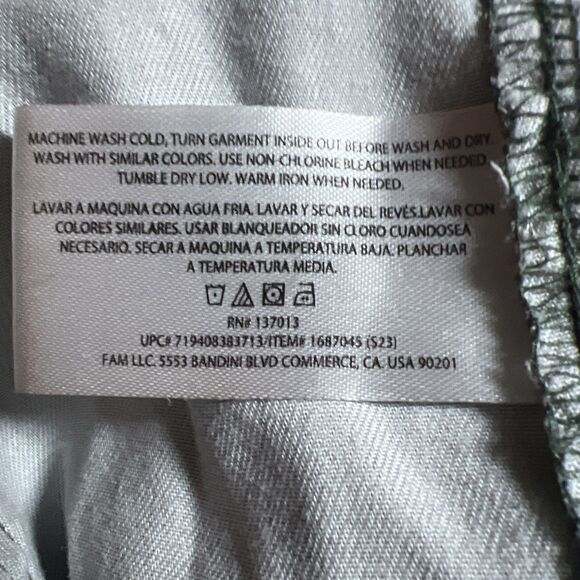 MACHINE WASH COLD, TURN GARMENT INSIDE OUT BEFORE WASH AND DRY.
WASH WITH SIMILAR COLORS. USE NON-CHLORINE BLEACH WHEN NEEDED
TUMBLE DRY LOW. WARM IRON WHEN NEEDED.
LAVAR A MAQUINA CON AGUA FRIA. LAVAR Y SECAR DEL REVÉS.LAVAR CON
COLORES SIMILARES. USAR BLANQUEADOR SIN CLORO CUANDOSEA
NECESARIO. SECAR A MAQUINA A TEMPERATURA BAJA. PLANCHAR
A TEMPERATURA MEDIA.
RN# 137013
UPC# 719408383713/ITEM# 1687045 (S23)
FAM LLC. 5553 BANDINI BLVD COMMERCE, CA. USA 90201